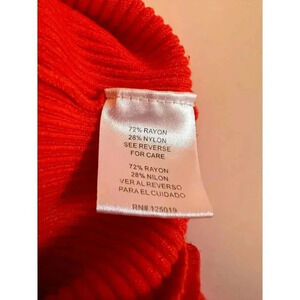 72% RAYON
28% NYLON
SEE REVERSE
FOR CARE
72% RAYON
28% NILON
VER AL REVERSO
PARA EL CUIDADO
RN# 125019